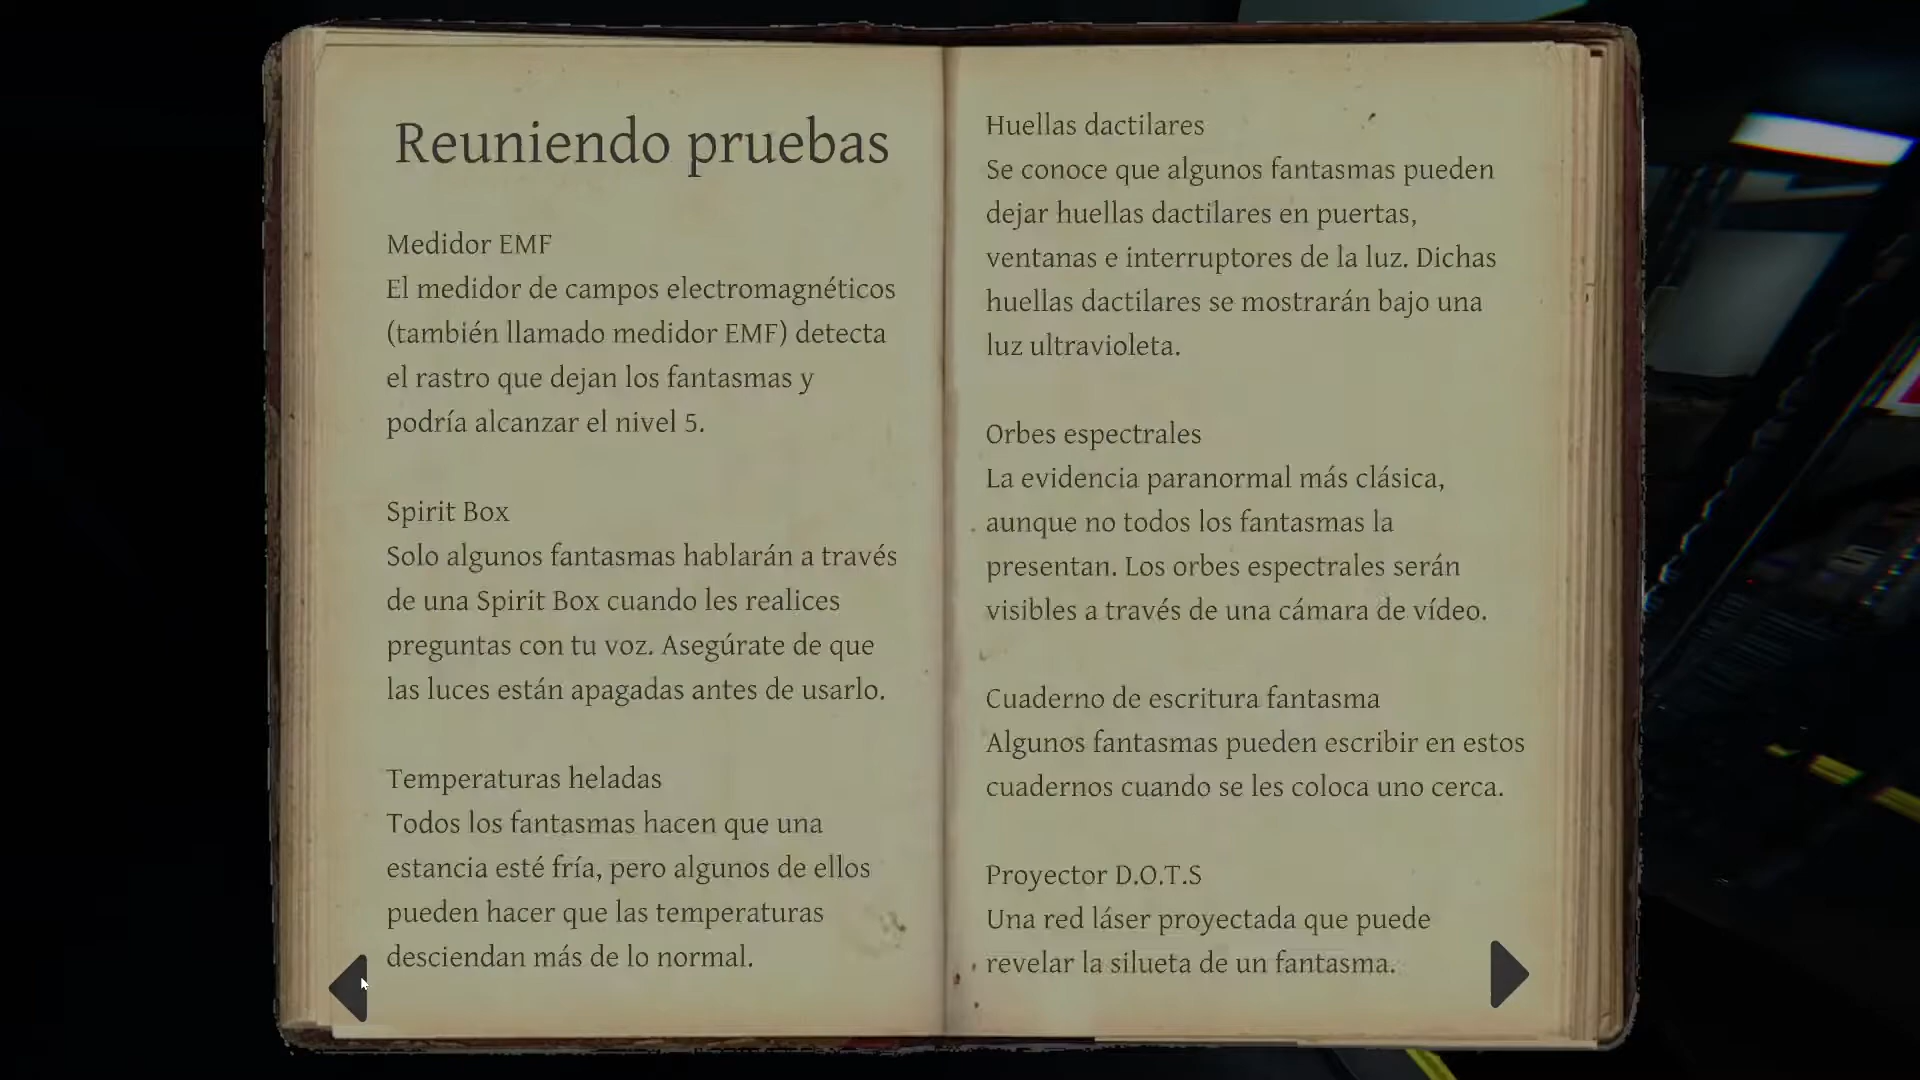 Reuniendo pruebas
Medidor EMF
El medidor de campos electromagnéticos
(también llamado medidor EMF) detecta
el rastro que dejan los fantasmas y
podría alcanzar el nivel 5.
Spirit Box
Solo algunos fantasmas hablarán a través
de una Spirit Box cuando les realices
preguntas con tu voz. Asegúrate de que
las luces están apagadas antes de usarlo.
Temperaturas heladas
Todos los fantasmas hacen que una
estancia esté fría, pero algunos de ellos
pueden hacer que las temperaturas
desciendan más de lo normal.
Huellas dactilares
Se conoce que algunos fantasmas pueden
dejar huellas dactilares en puertas,
ventanas e interruptores de la luz. Dichas
huellas dactilares se mostrarán bajo una
luz ultravioleta.
Orbes espectrales
La evidencia paranormal más clásica,
aunque no todos los fantasmas la
presentan. Los orbes espectrales serán
visibles a través de una cámara de vídeo.
Cuaderno de escritura fantasma
Algunos fantasmas pueden escribir en estos
cuadernos cuando se les coloca uno cerca.
Proyector D.O.T.S
Una red láser proyectada que puede
revelar la silueta de un fantasma.